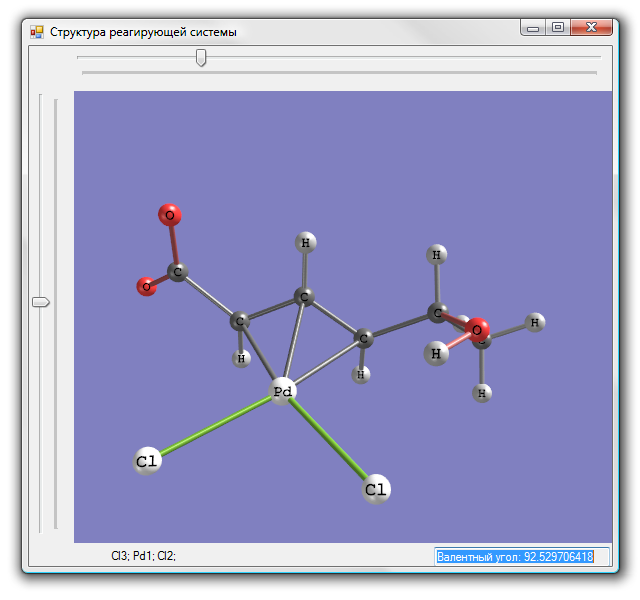 Структура реагирующей системы
O
H
O
C
H
C
C
C
O
H
C
H
H
H
H
Pd
H
Cl
Cl
Cl3; Pd1; Cl2;
Валентный угол: 92.529706418